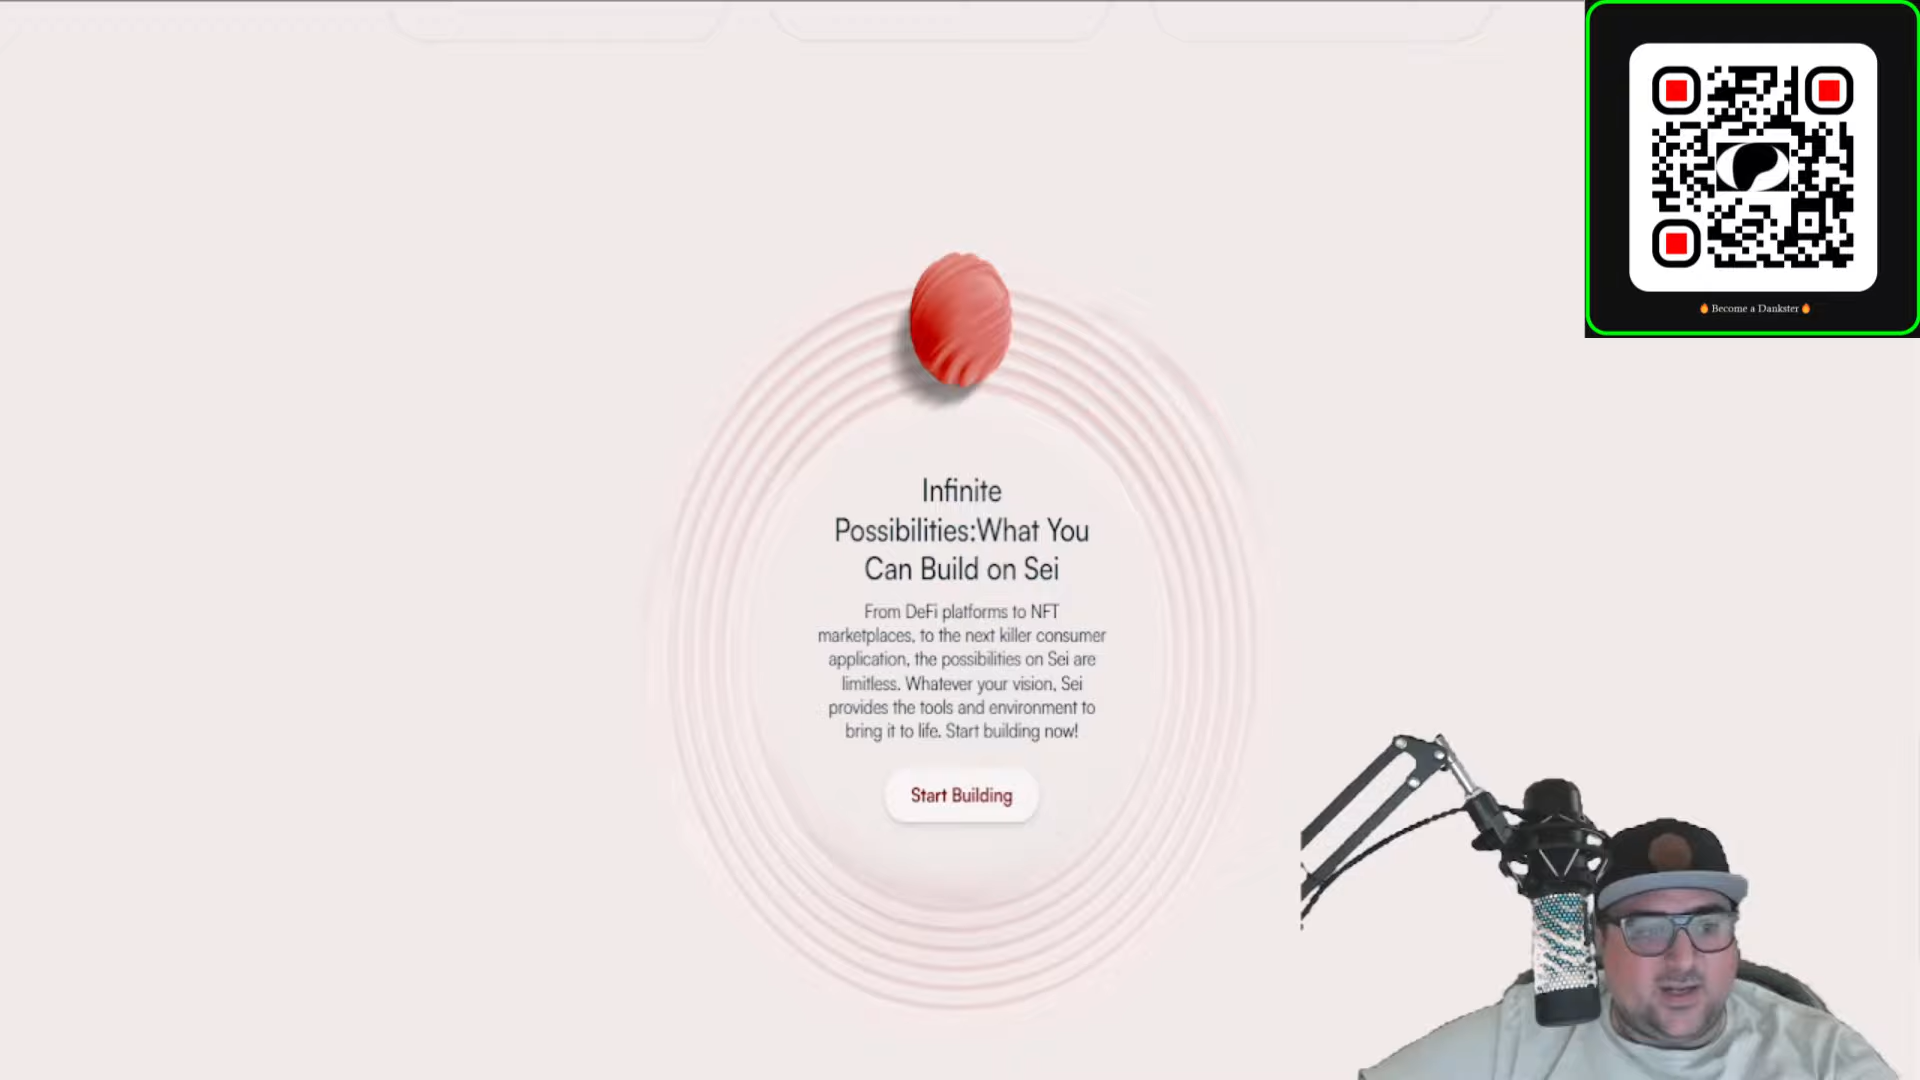 Become a Dankster
Infinite
Possibilities:What You
Can Build on Sei
From DeFi platforms to NFT
marketplaces, to the next killer consumer
application, the possibilities on Sei are
limitless. Whatever your vision, Sei
provides the tools and environment to
bring it to life. Start building now!
Start Building